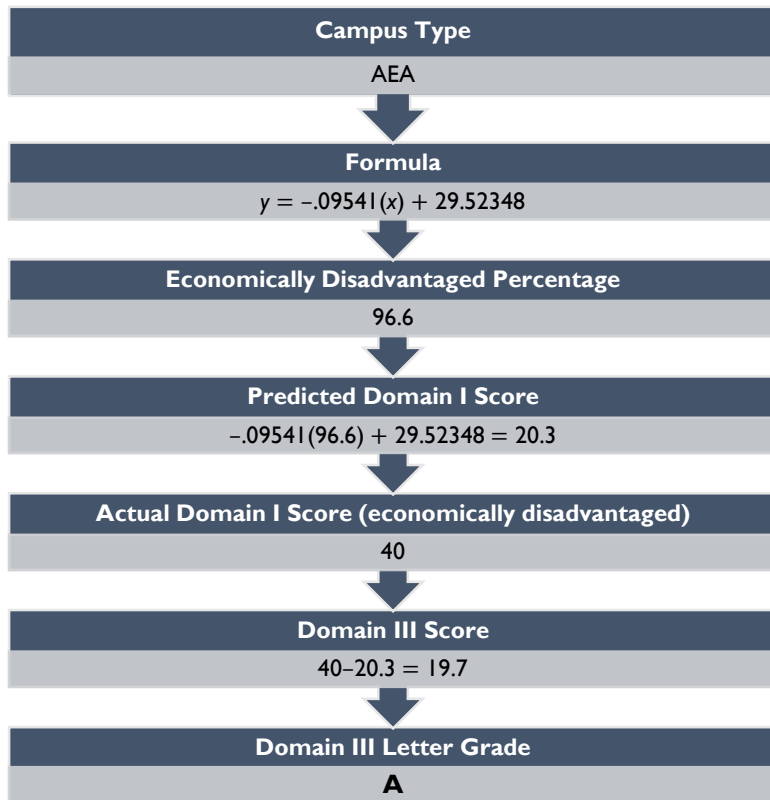 Campus Type
AEA
Formula
y = –.09541(x) + 29.52348
Economically Disadvantaged Percentage
96.6
Predicted Domain I Score
–.09541(96.6) + 29.52348 = 20.3
Actual Domain I Score (economically disadvantaged)
40
Domain III Score
40–20.3 = 19.7
Domain III Letter Grade
A